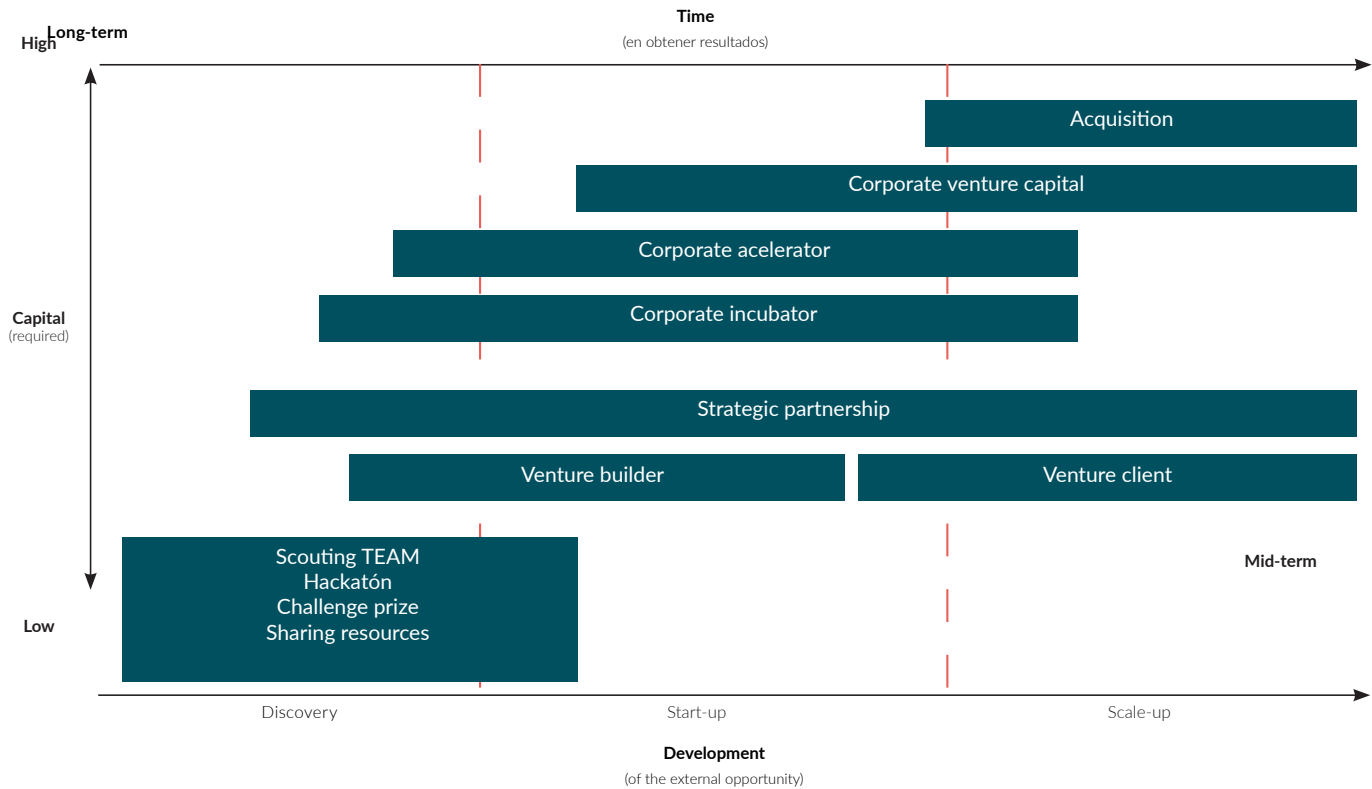 Time
Long-term
High
(en obtener resultados)
Acquisition
Corporate venture capital
Corporate acelerator
Corporate incubator
Capital
(required)
Strategic partnership
Venture builder
Venture client
Scouting TEAM
Hackatón
Challenge prize
Sharing resources
Mid-term
Low
Discovery
Start-up
Scale-up
Development
(of the external opportunity)